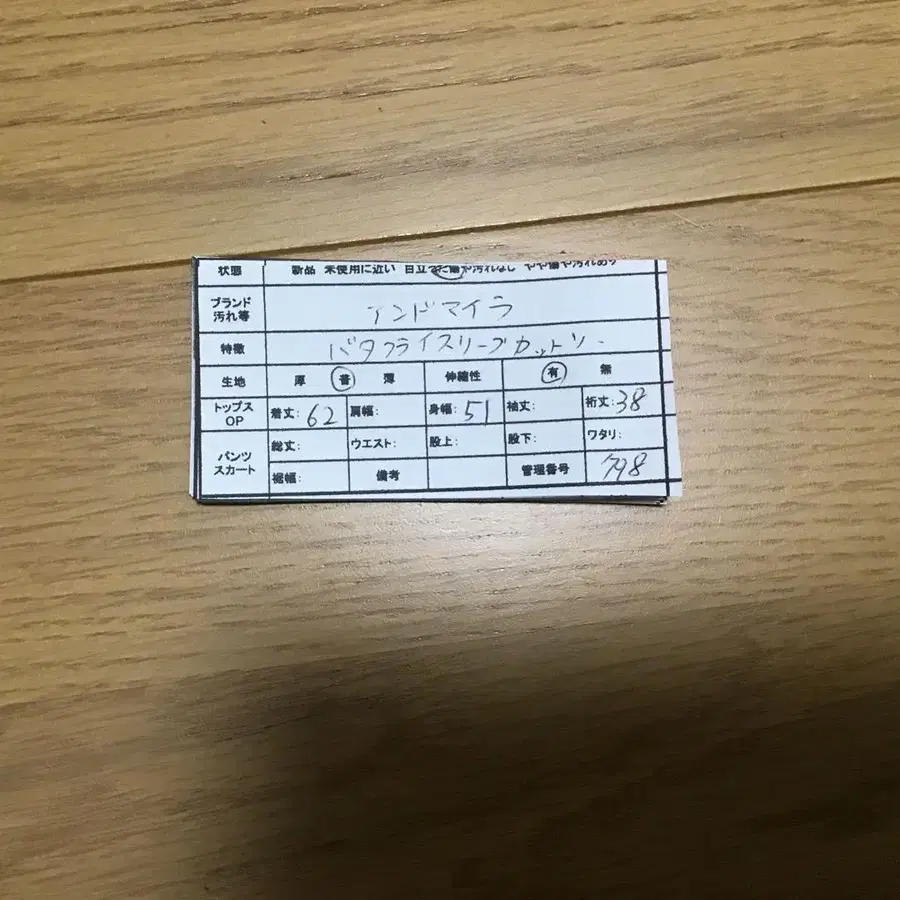 状態 新品 未使用に近い 目立った傷や汚れなし やや傷や汚れあり
ブランド 汚れ等 アンドマイラ
特徴 バタフライスリーブカットソー
生地 厚 普 薄 伸縮性 有 無
トップス OP 着丈: 62 肩幅: 身幅: 51 袖丈: 裄丈: 38
パンツ スカート 総丈: ウエスト: 股上: 股下: ワタリ:
裾幅: 備考 管理番号 798